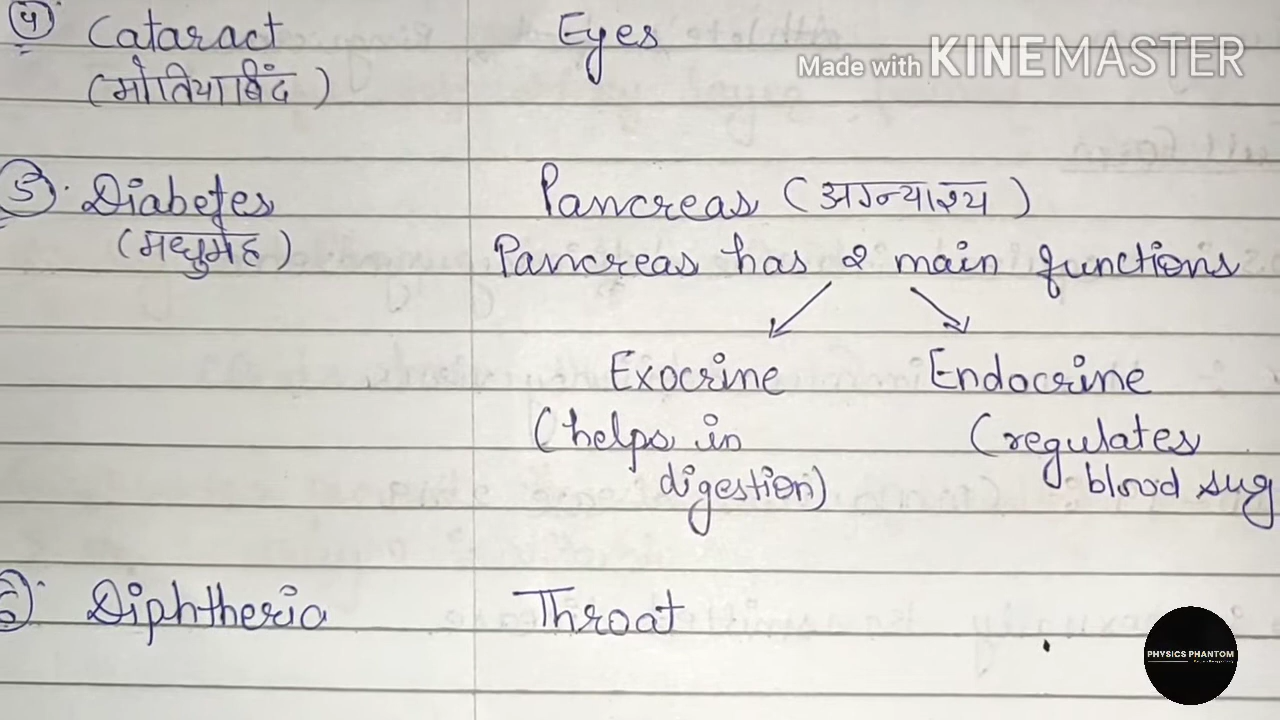 4 Cataract Eyes
(मोतियाबिंद)
Made with KINEMASTER
5. Diabetes Pancreas (अग्न्याश्य)
(मधुमेह) Pancreas has 2 main functions
Exocrine Endocrine
(helps in (regulates
digestion) blood sug
6. Diphtheria Throat
PHYSICS PHANTOM